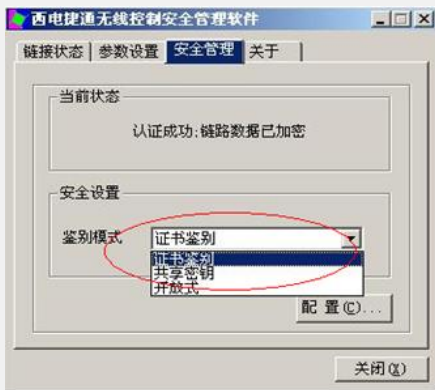 西电捷通无线控制安全管理软件
链接状态 参数设置 安全管理 关于
当前状态
认证成功;链路数据已加密
安全设置
鉴别模式 证书鉴别
证书鉴别
共享密钥
开放式
配 置(C)...
关闭(X)